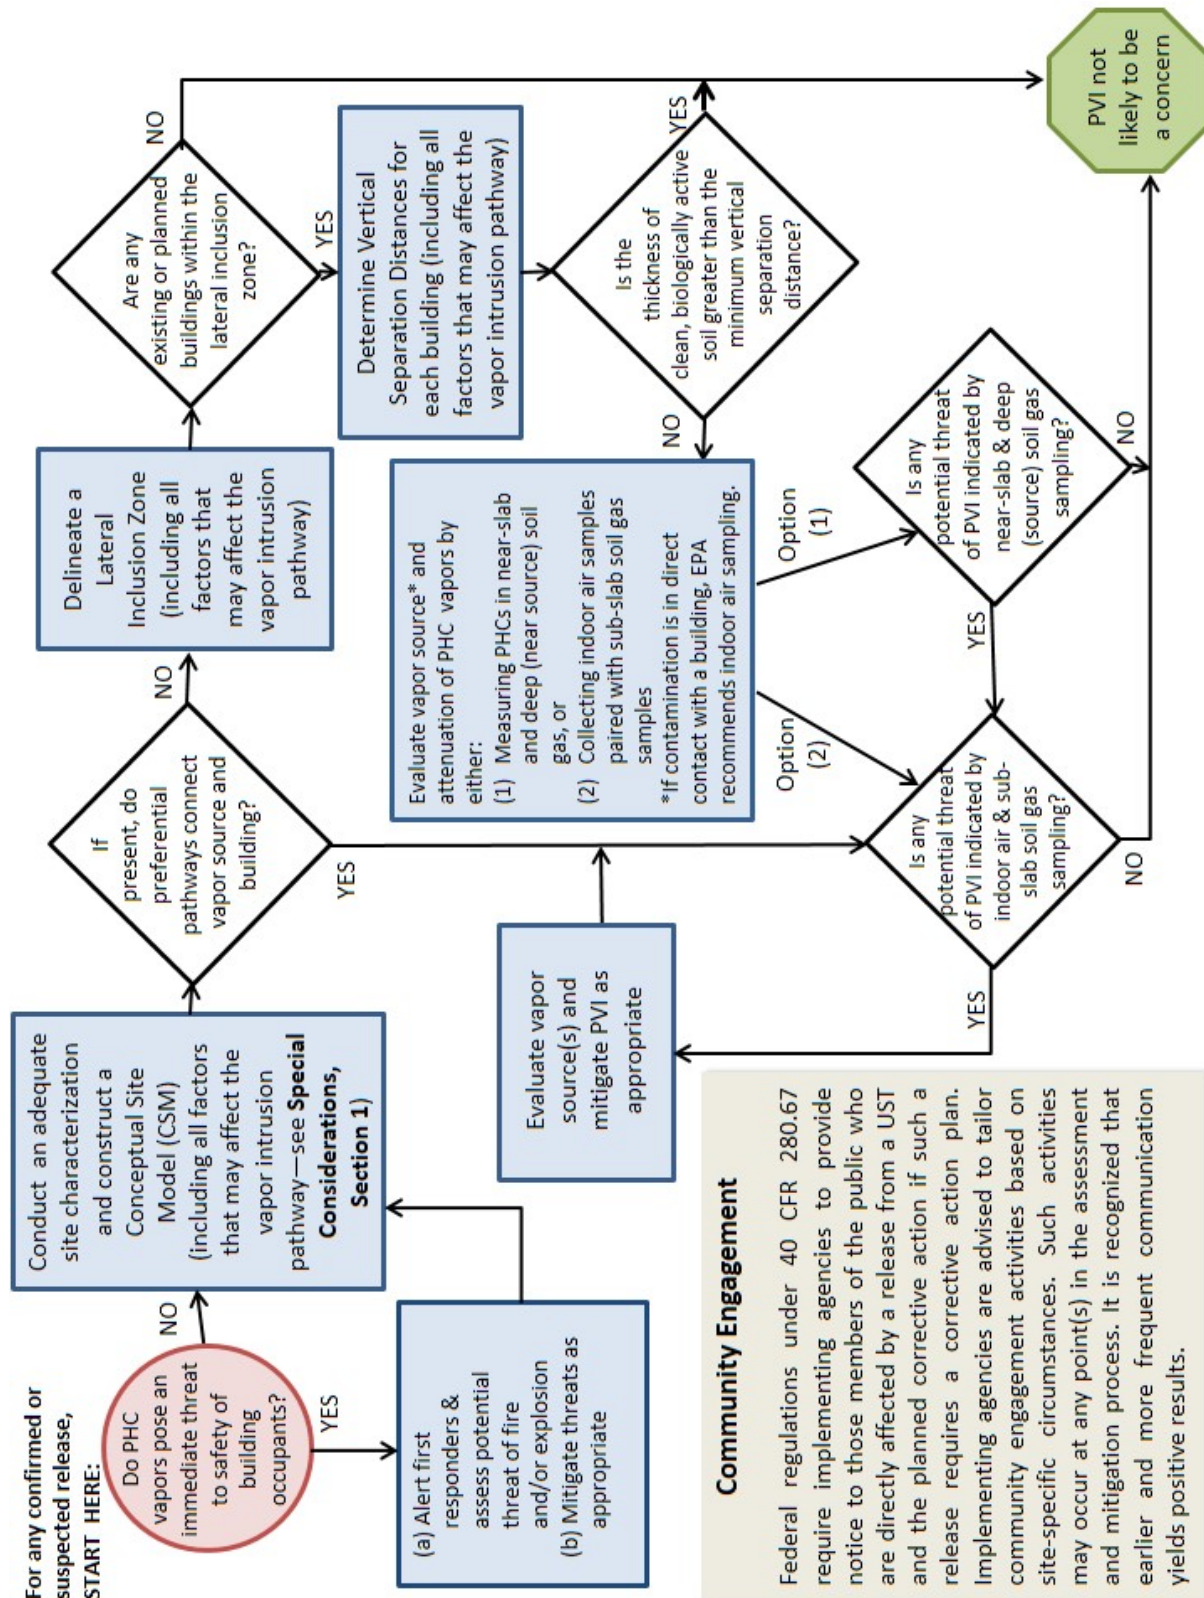 For any confirmed or
suspected release,
START HERE:
Do PHC
vapors pose an
immediate threat
to safety of
building
occupants?
NO
YES
(a) Alert first
responders &
assess potential
threat of fire
and/or explosion
(b) Mitigate threats as
appropriate
Conduct an adequate
site characterization
and construct a
Conceptual Site
Model (CSM)
(including all factors
that may affect the
vapor intrusion
pathway—see Special
Considerations,
Section 1)
If
present, do
preferential
pathways connect
vapor source and
building?
NO
YES
Delineate a
Lateral
Inclusion Zone
(including all
factors that
may affect the
vapor intrusion
pathway)
Are any
existing or planned
buildings within the
lateral inclusion
zone?
NO
YES
Determine Vertical
Separation Distances for
each building (including all
factors that may affect the
vapor intrusion pathway)
Is the
thickness of
clean, biologically active
soil greater than the
minimum vertical
separation
distance?
YES
NO
Evaluate vapor source* and
attenuation of PHC vapors by
either:
(1) Measuring PHCs in near-slab
and deep (near source) soil
gas, or
(2) Collecting indoor air samples
paired with sub-slab soil gas
samples
*If contamination is in direct
contact with a building, EPA
recommends indoor air sampling.
Option
(2)
Option
(1)
Is any
potential threat
of PVI indicated by
near-slab & deep
(source) soil gas
sampling?
YES
NO
Is any
potential threat
of PVI indicated by
indoor air & sub-
slab soil gas
sampling?
YES
NO
Evaluate vapor
source(s) and
mitigate PVI as
appropriate
PVI not
likely to be
a concern
Community Engagement
Federal regulations under 40 CFR 280.67
require implementing agencies to provide
notice to those members of the public who
are directly affected by a release from a UST
and the planned corrective action if such a
release requires a corrective action plan.
Implementing agencies are advised to tailor
community engagement activities based on
site-specific circumstances. Such activities
may occur at any point(s) in the assessment
and mitigation process. It is recognized that
earlier and more frequent communication
yields positive results.